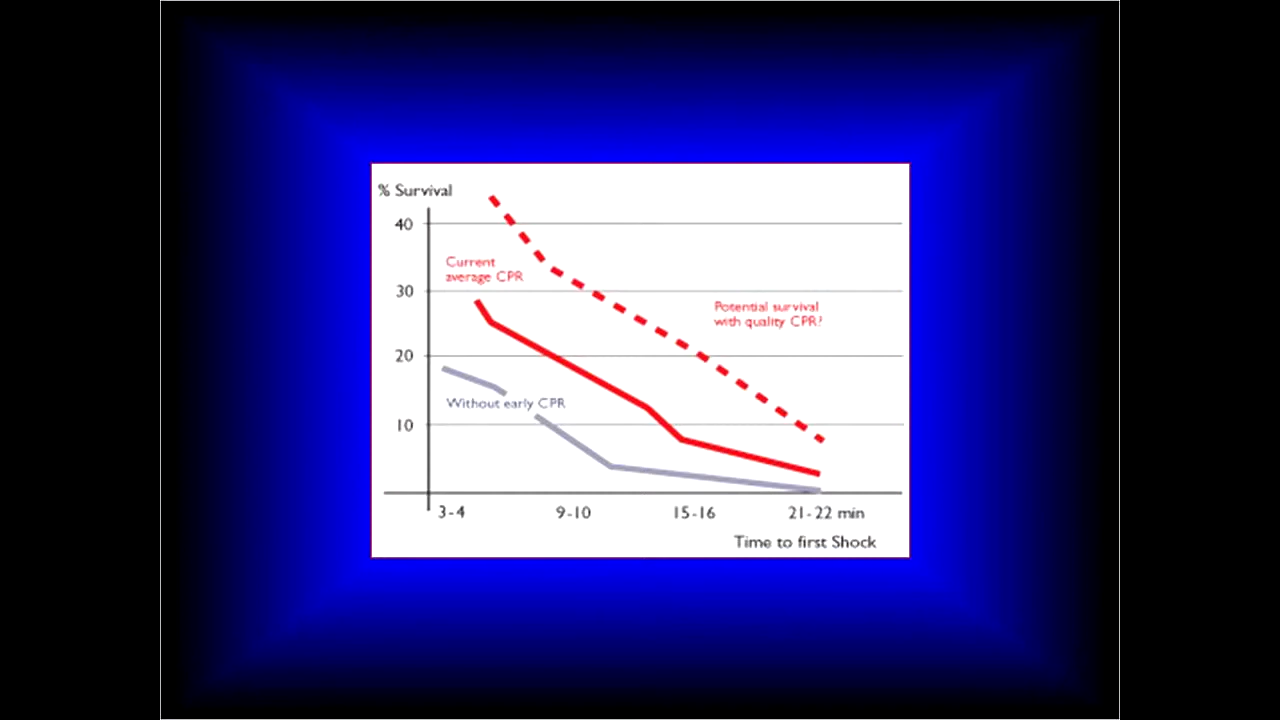 % Survival
40
Current
average CPR
30
Potential survival
with quality CPR?
20
Without early CPR
10
3-4
9-10
15-16
21-22 min
Time to first Shock